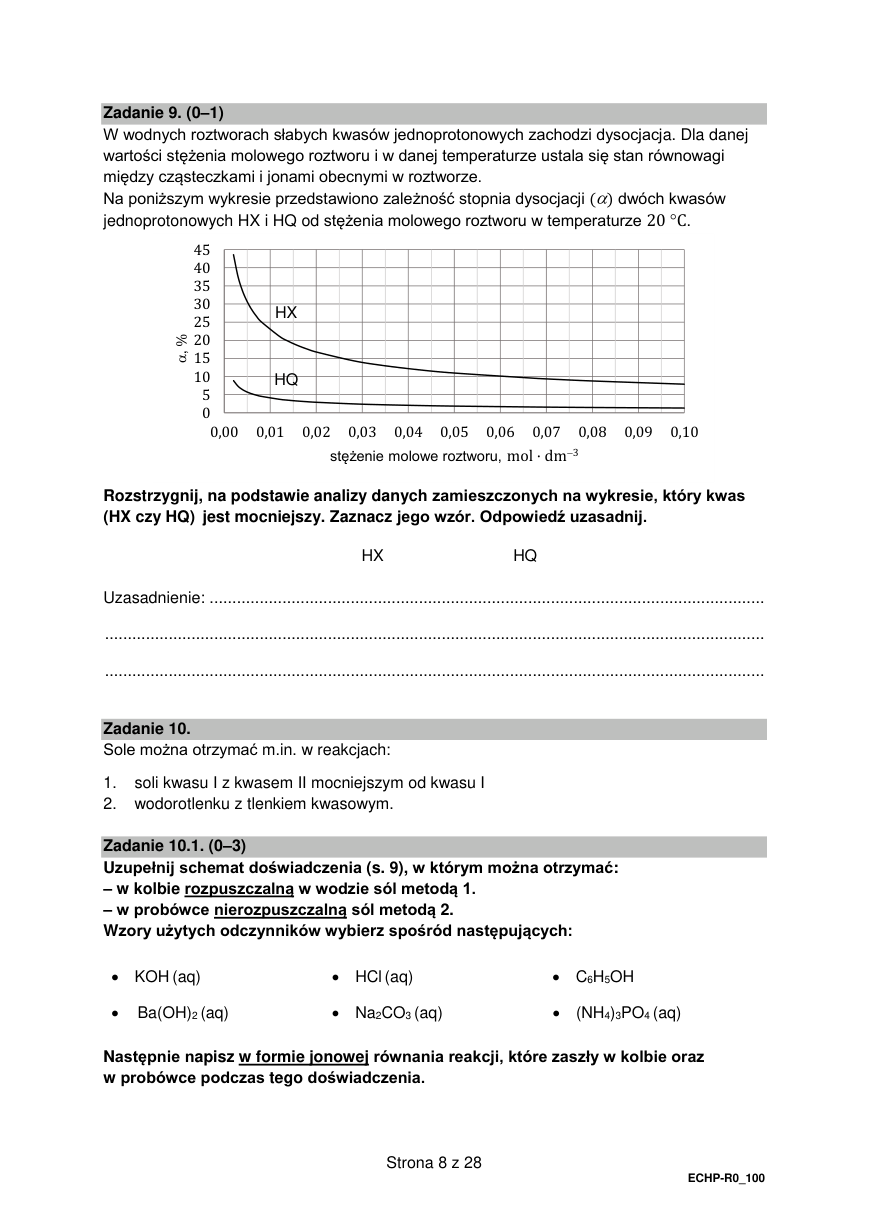 Zadanie 9. (0–1)
W wodnych roztworach słabych kwasów jednoprotonowych zachodzi dysocjacja. Dla danej
wartości stężenia molowego roztworu i w danej temperaturze ustala się stan równowagi
między cząsteczkami i jonami obecnymi w roztworze.
Na poniższym wykresie przedstawiono zależność stopnia dysocjacji (α) dwóch kwasów
jednoprotonowych HX i HQ od stężenia molowego roztworu w temperaturze 20 °C.
45
40
35
30
25
20
15
10
5
0
α, %
HX
HQ
0,00 0,01 0,02 0,03 0,04 0,05 0,06 0,07 0,08 0,09 0,10
stężenie molowe roztworu, mol · dm⁻³
Rozstrzygnij, na podstawie analizy danych zamieszczonych na wykresie, który kwas
(HX czy HQ) jest mocniejszy. Zaznacz jego wzór. Odpowiedź uzasadnij.
HX HQ
Uzasadnienie: ..........................................................................................................................
.................................................................................................................................................
.................................................................................................................................................
Zadanie 10.
Sole można otrzymać m.in. w reakcjach:
1. soli kwasu I z kwasem II mocniejszym od kwasu I
2. wodorotlenku z tlenkiem kwasowym.
Zadanie 10.1. (0–3)
Uzupełnij schemat doświadczenia (s. 9), w którym można otrzymać:
– w kolbie rozpuszczalną w wodzie sól metodą 1.
– w probówce nierozpuszczalną sól metodą 2.
Wzory użytych odczynników wybierz spośród następujących:
• KOH (aq) • HCl (aq) • C₆H₅OH
• Ba(OH)₂ (aq) • Na₂CO₃ (aq) • (NH₄)₃PO₄ (aq)
Następnie napisz w formie jonowej równania reakcji, które zaszły w kolbie oraz
w probówce podczas tego doświadczenia.
Strona 8 z 28
ECHP-R0_100